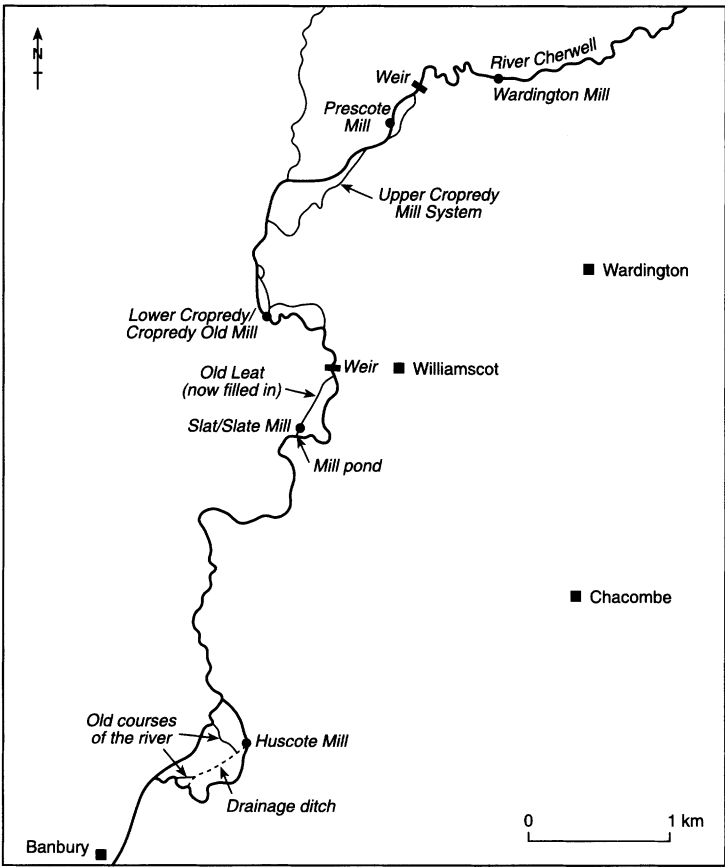 N
River Cherwell
Weir
Wardington Mill
Prescote
Mill
Upper Cropredy
Mill System
Wardington
Lower Cropredy/
Cropredy Old Mill
Weir
Williamscot
Old Leat
(now filled in)
Slat/Slate Mill
Mill pond
Chacombe
Old courses
of the river
Huscote Mill
Drainage ditch
0
1 km
Banbury